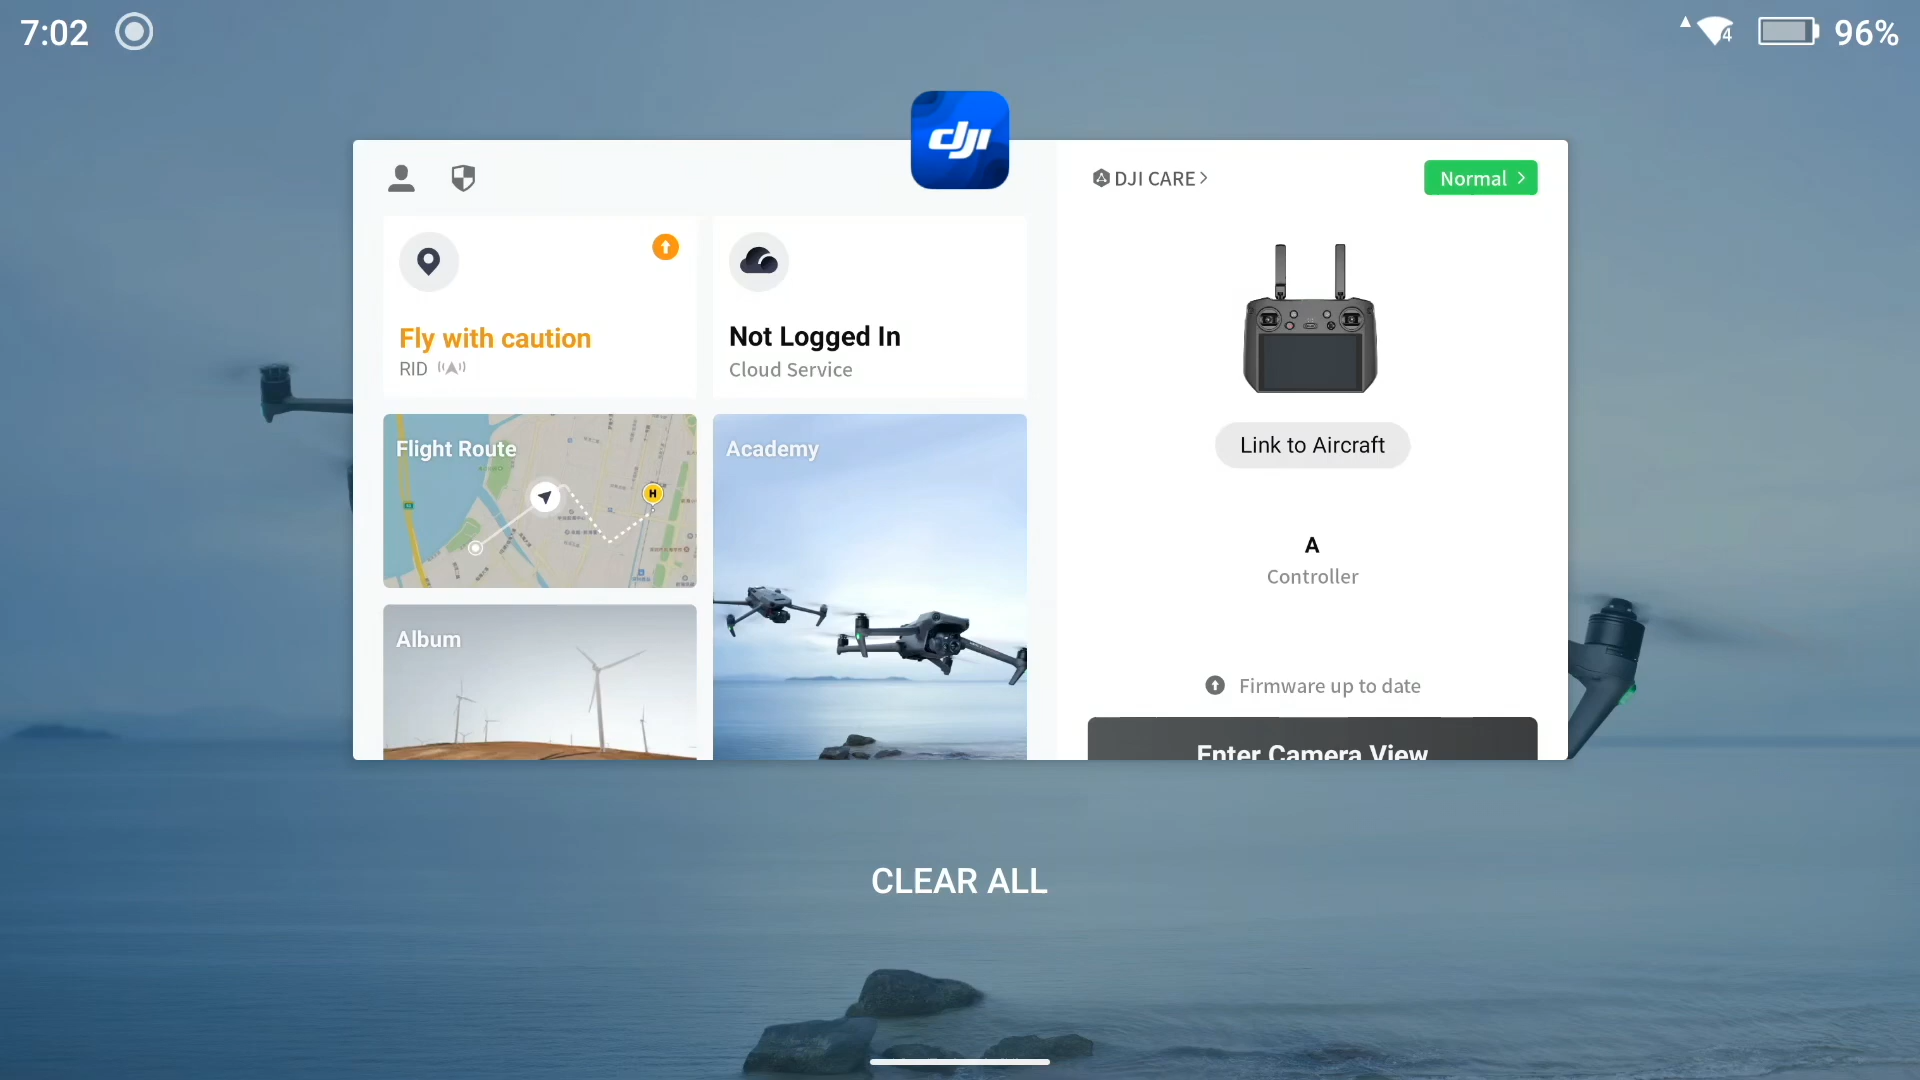 7:02
4
96%
dji
DJI CARE
Normal
Fly with caution
RID
Not Logged In
Cloud Service
Flight Route
H
Academy
Album
Link to Aircraft
A
Controller
Firmware up to date
Enter Camera View
CLEAR ALL